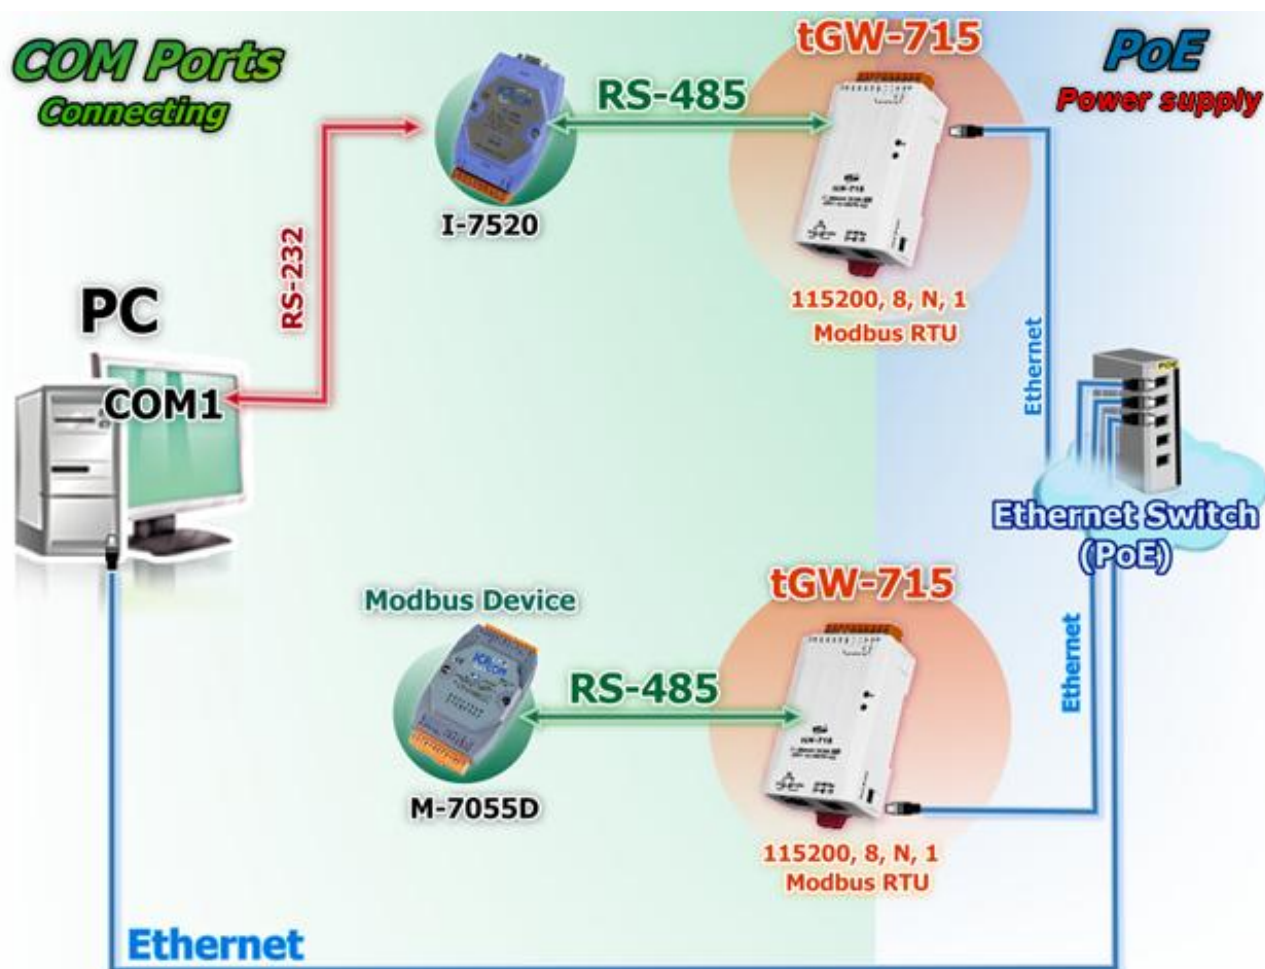 COM Ports
Connecting
tGW-715
PoE
Power supply
RS-485
I-7520
RS-232
115200, 8, N, 1
Modbus RTU
PC
COM1
Ethernet
POE
Ethernet Switch
(PoE)
tGW-715
Modbus Device
RS-485
Ethernet
M-7055D
115200, 8, N, 1
Modbus RTU
Ethernet